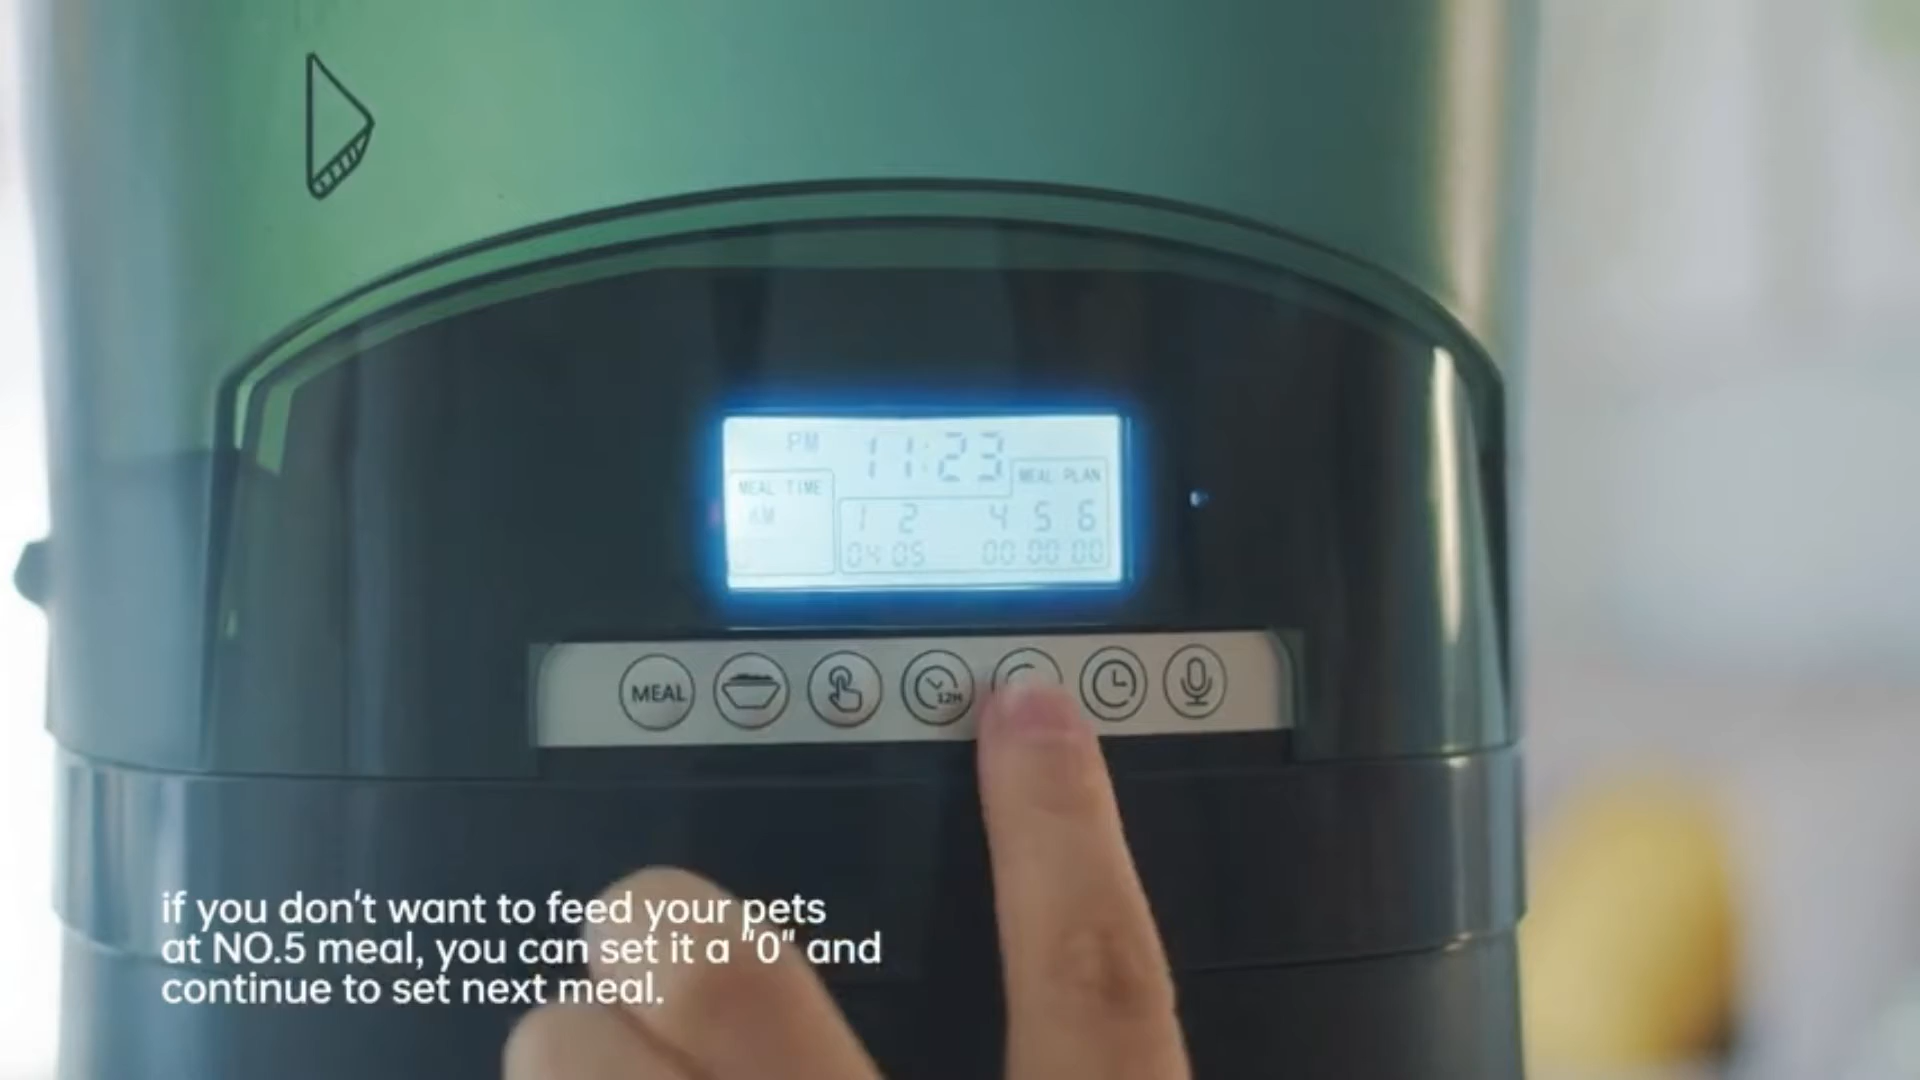 PM 11:23
MEAL TIME
MEAL PLAN
AM
1 2 4 5 6
04 05 00 00 00
MEAL
12H
if you don't want to feed your pets
at NO.5 meal, you can set it a "0" and
continue to set next meal.